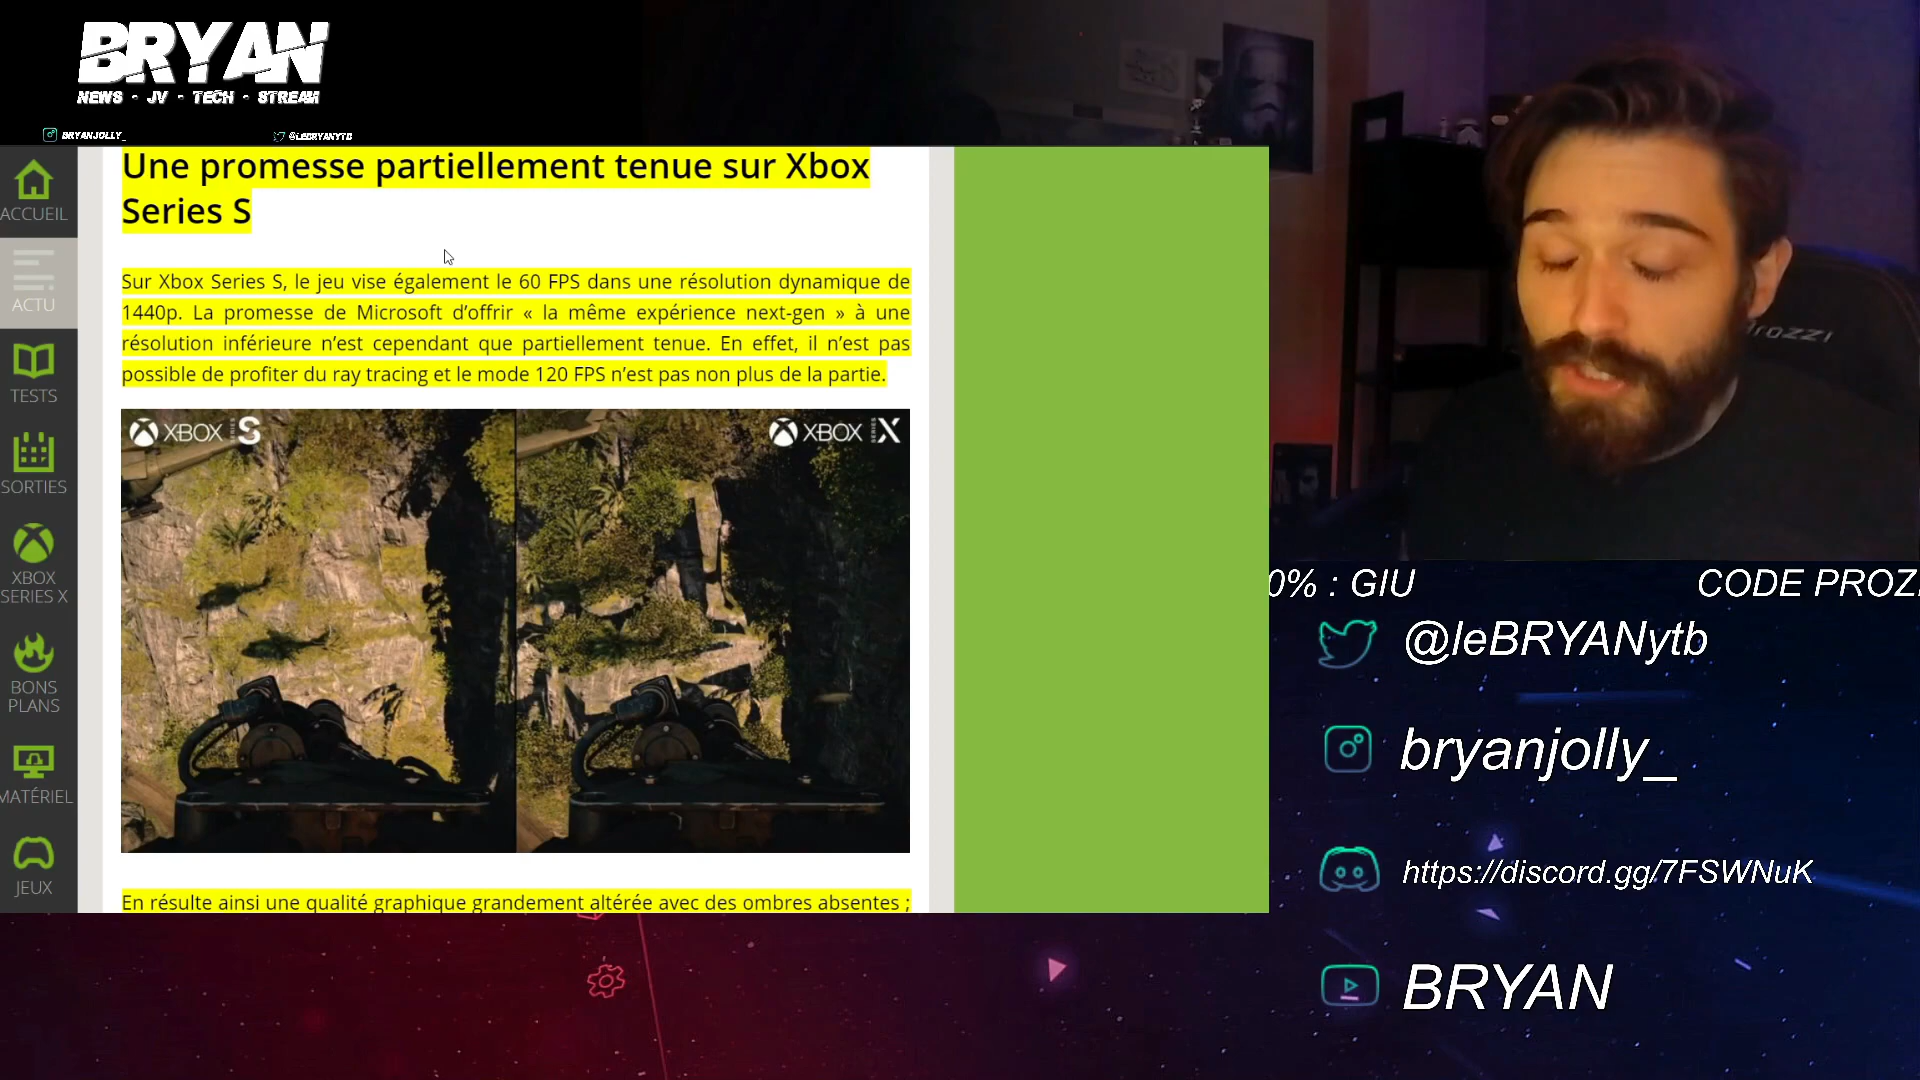 BRYAN
NEWS - JV - TECH - STREAM
BRYANJOLLY_
@LEBRYANYTB
ACCUEIL
ACTU
TESTS
SORTIES
XBOX
SERIES X
BONS
PLANS
MATÉRIEL
JEUX
Une promesse partiellement tenue sur Xbox
Series S
Sur Xbox Series S, le jeu vise également le 60 FPS dans une résolution dynamique de
1440p. La promesse de Microsoft d’offrir « la même expérience next-gen » à une
résolution inférieure n’est cependant que partiellement tenue. En effet, il n’est pas
possible de profiter du ray tracing et le mode 120 FPS n’est pas non plus de la partie.
XBOX SERIES S
XBOX SERIES X
En résulte ainsi une qualité graphique grandement altérée avec des ombres absentes ;
0% : GIU
CODE PROZ
@leBRYANytb
bryanjolly_
https://discord.gg/7FSWNuK
BRYAN